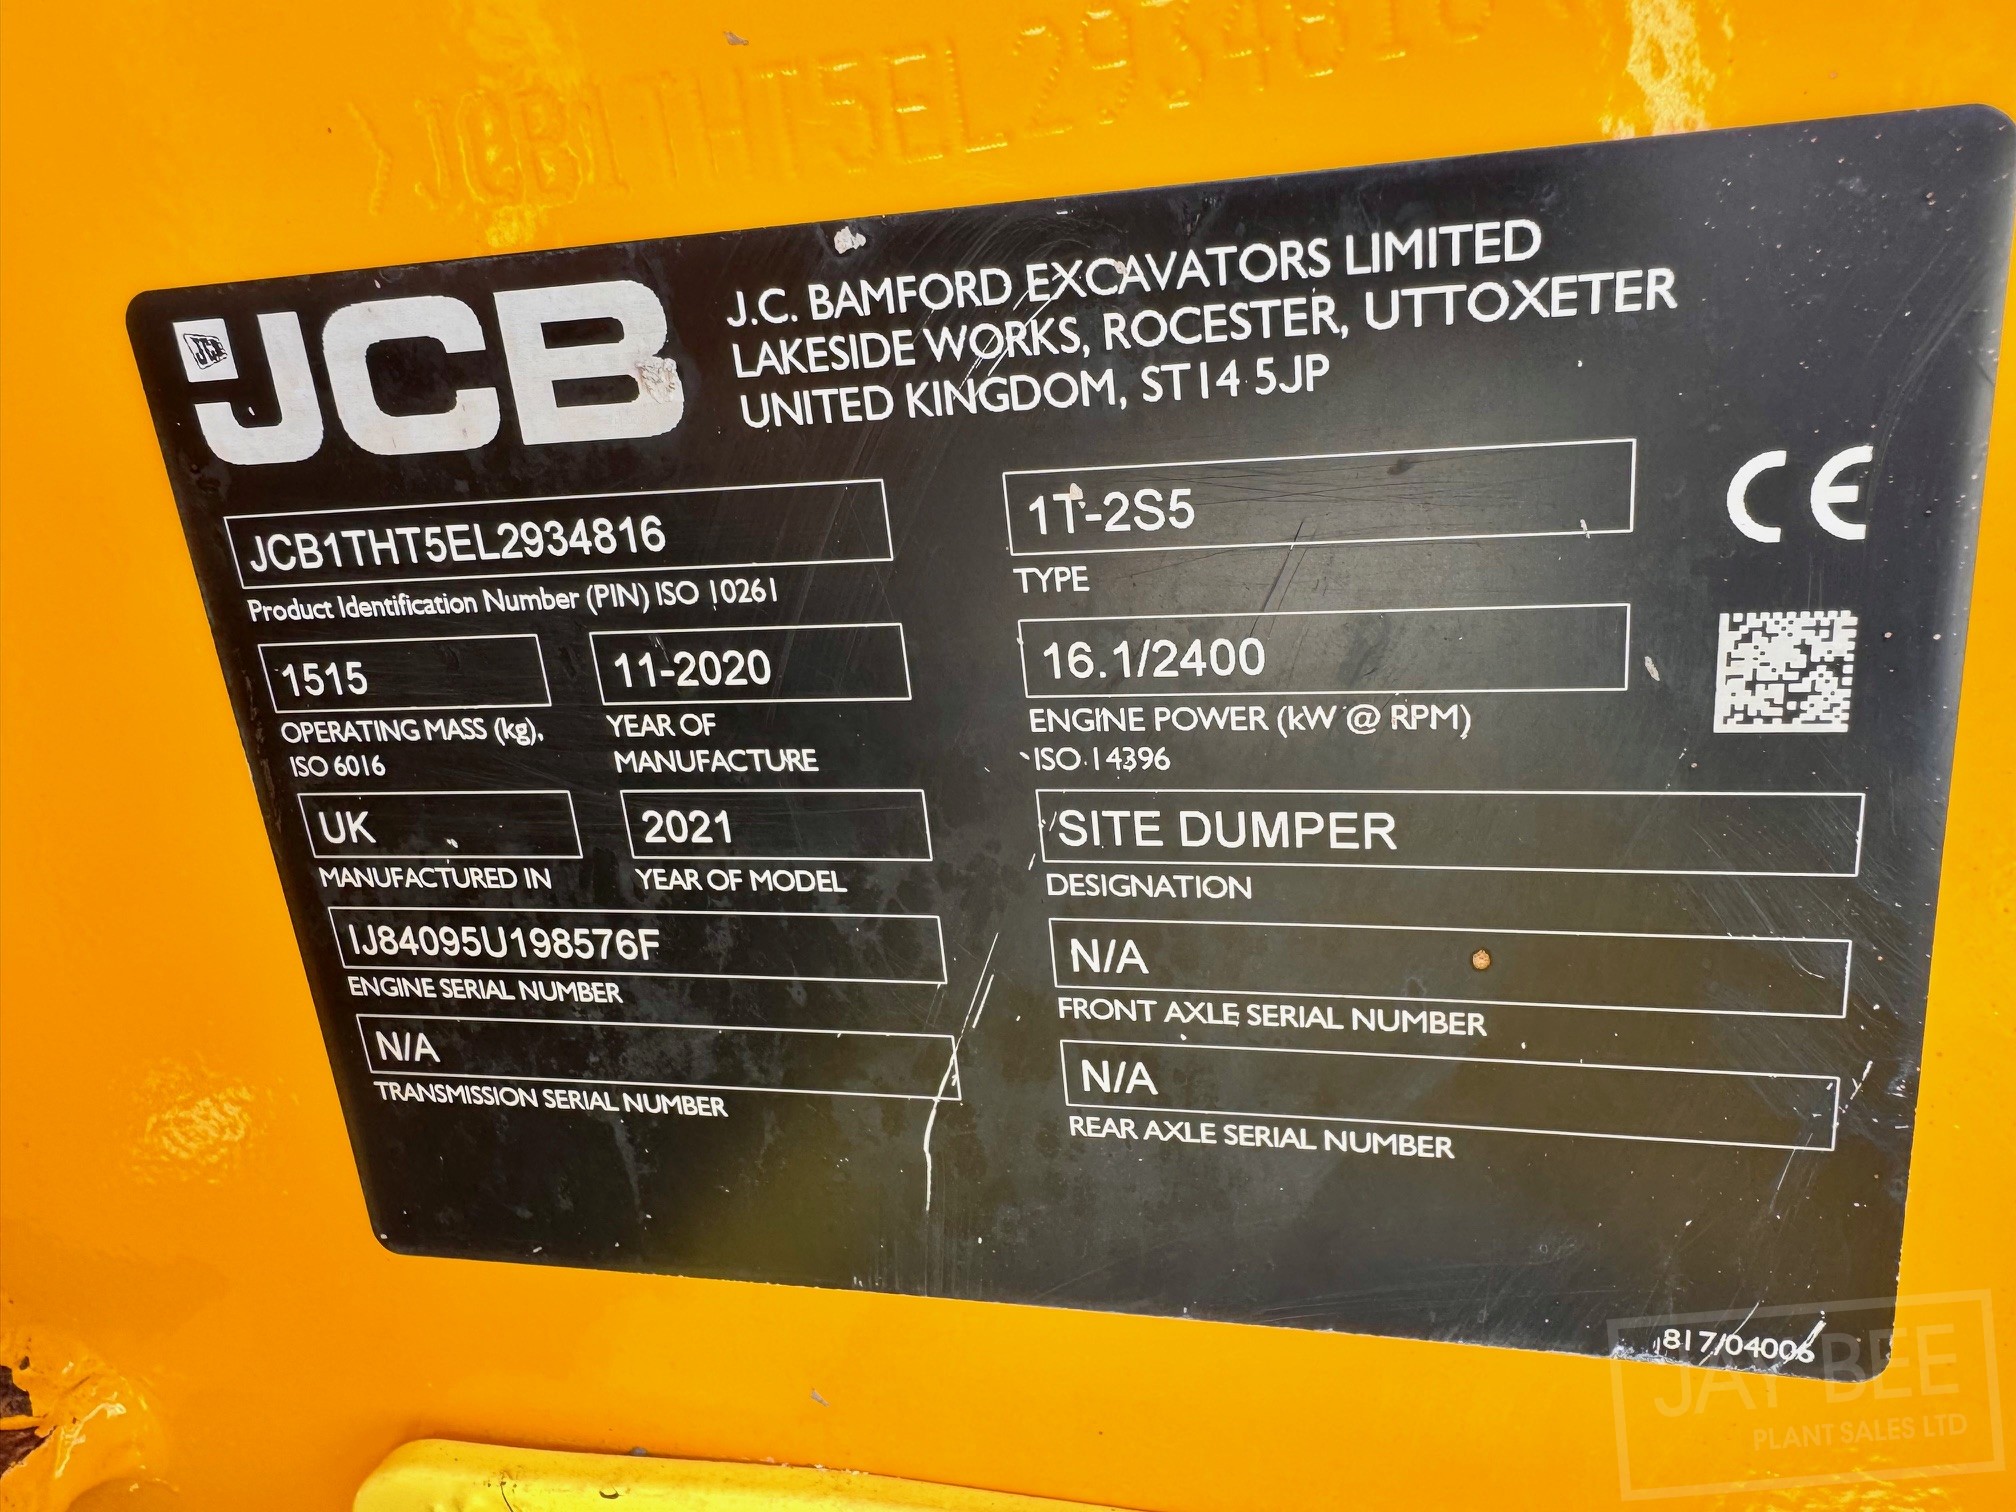 JCB1THT5EL2934816
JCB
JCB
J.C. BAMFORD EXCAVATORS LIMITED
LAKESIDE WORKS, ROCESTER, UTTOXETER
UNITED KINGDOM, ST14 5JP
JCB1THT5EL2934816
Product Identification Number (PIN) ISO 10261
1T-2S5
TYPE
CE
1515
OPERATING MASS (kg),
ISO 6016
11-2020
YEAR OF
MANUFACTURE
16.1/2400
ENGINE POWER (kW @ RPM)
ISO 14396
UK
MANUFACTURED IN
2021
YEAR OF MODEL
SITE DUMPER
DESIGNATION
IJ84095U198576F
ENGINE SERIAL NUMBER
N/A
FRONT AXLE SERIAL NUMBER
N/A
TRANSMISSION SERIAL NUMBER
N/A
REAR AXLE SERIAL NUMBER
817/04006
JAY BEE
PLANT SALES LTD